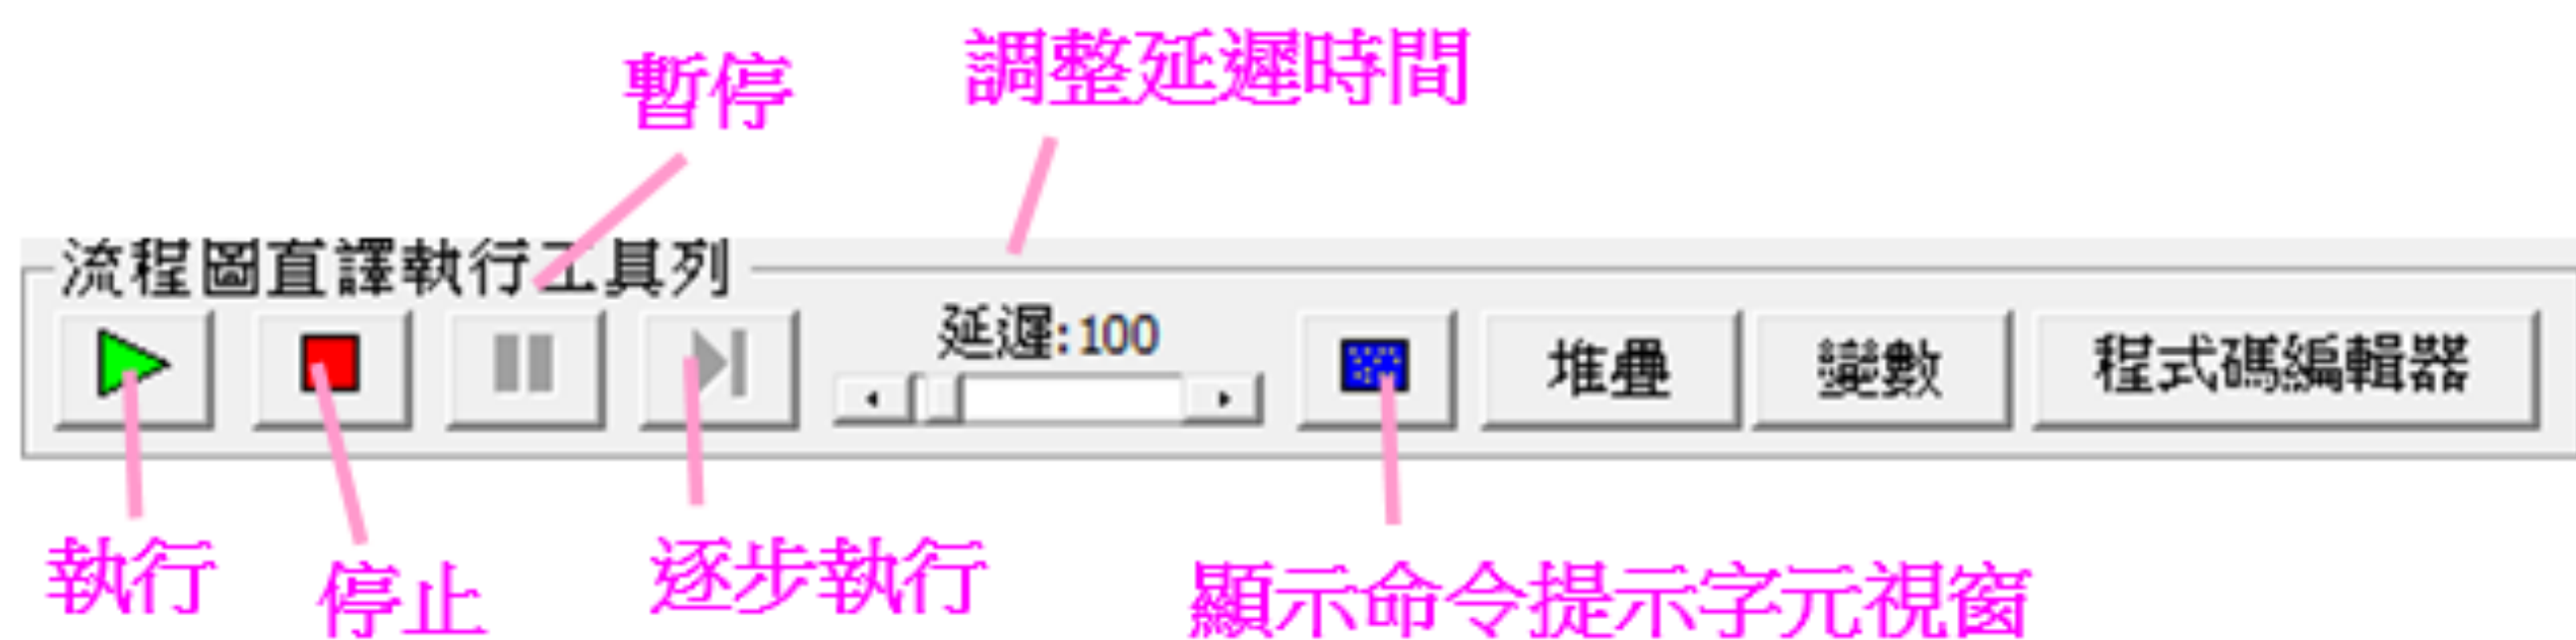 暫停
調整延遲時間
流程圖直譯執行工具列
延遲:100
堆疊
變數
程式碼編輯器
執行
停止
逐步執行
顯示命令提示字元視窗